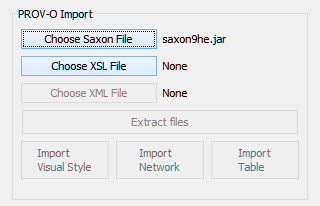 PROV-O Import
Choose Saxon File saxon9he.jar
Choose XSL File None
Choose XML File None
Extract files
Import Visual Style
Import Network
Import Table